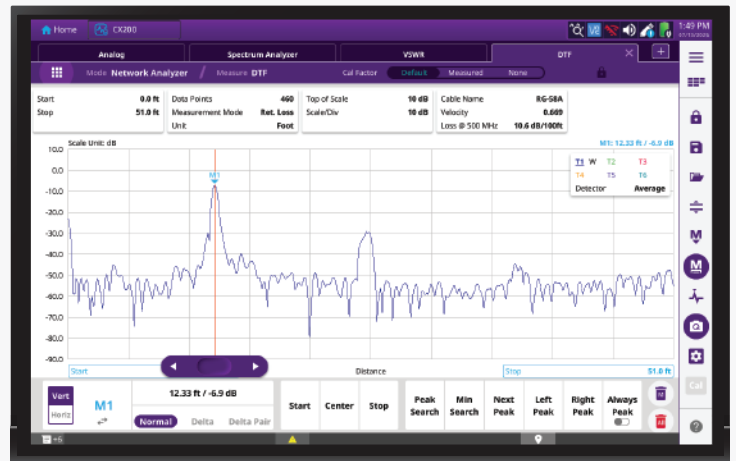 Home CX200 1:49 PM
01/13/2026
Analog Spectrum Analyzer VSWR DTF
Mode Network Analyzer / Measure DTF Cal Factor Default Measured None
Start 0.0 ft
Stop 51.0 ft
Data Points 460
Measurement Mode Ret. Loss
Unit Foot
Top of Scale 10 dB
Scale/Div 10 dB
Cable Name RG-58A
Velocity 0.669
Loss @ 500 MHz 10.6 dB/100ft
Scale Unit: dB M1: 12.33 ft / -6.9 dB
T1 W T2 T3
T4 T5 T6
Detector Average
M1
10.0
0.0
-10.0
-20.0
-30.0
-40.0
-50.0
-60.0
-70.0
-80.0
-90.0
Start Distance Stop 51.0 ft
Vert
Horiz
M1
12.33 ft / -6.9 dB
Normal Delta Delta Pair
Start Center Stop
Peak Search
Min Search
Next Peak
Left Peak
Right Peak
Always Peak
M
All
Cal
+6